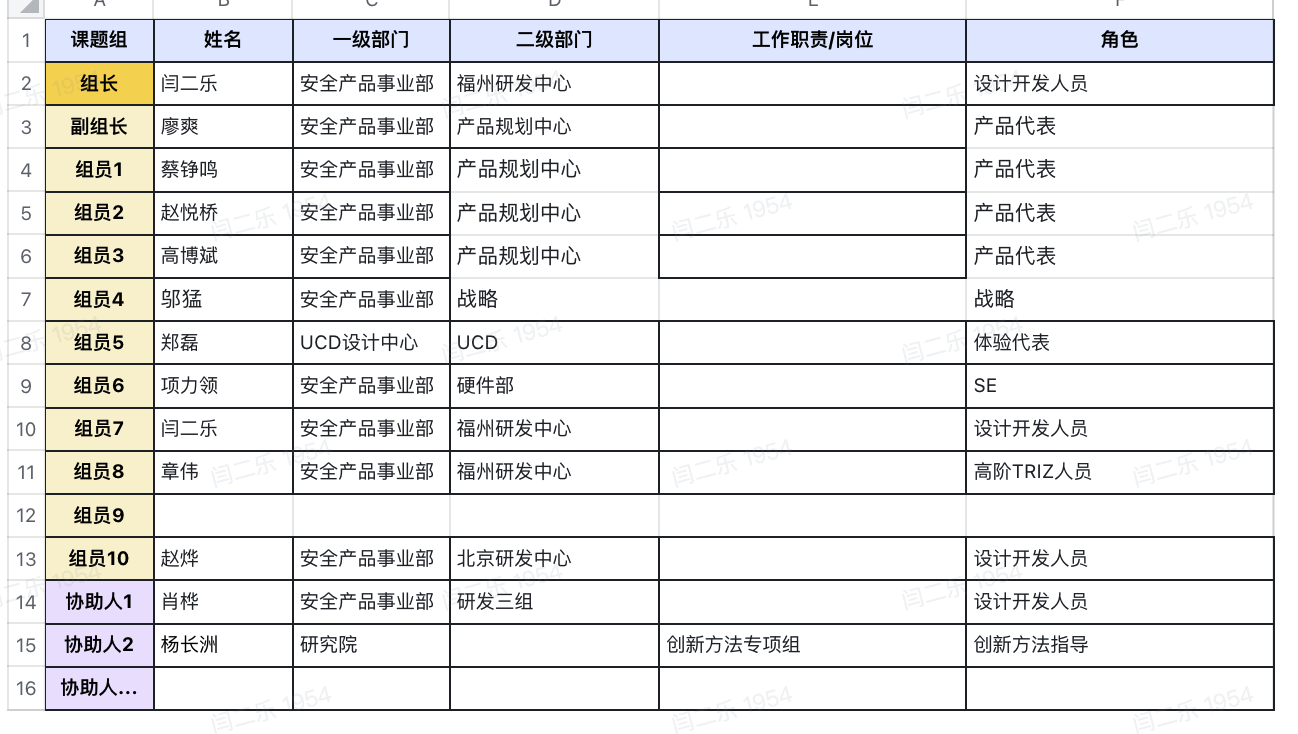 A B C D E F
1 课题组 姓名 一级部门 二级部门 工作职责/岗位 角色
2 组长 闫二乐 安全产品事业部 福州研发中心 设计开发人员
3 副组长 廖爽 安全产品事业部 产品规划中心 产品代表
4 组员1 蔡铮鸣 安全产品事业部 产品规划中心 产品代表
5 组员2 赵悦桥 安全产品事业部 产品规划中心 产品代表
6 组员3 高博斌 安全产品事业部 产品规划中心 产品代表
7 组员4 邬猛 安全产品事业部 战略 战略
8 组员5 郑磊 UCD设计中心 UCD 体验代表
9 组员6 项力领 安全产品事业部 硬件部 SE
10 组员7 闫二乐 安全产品事业部 福州研发中心 设计开发人员
11 组员8 章伟 安全产品事业部 福州研发中心 高阶TRIZ人员
12 组员9
13 组员10 赵烨 安全产品事业部 北京研发中心 设计开发人员
14 协助人1 肖桦 安全产品事业部 研发三组 设计开发人员
15 协助人2 杨长洲 研究院 创新方法专项组 创新方法指导
16 协助人...
闫二乐 1954